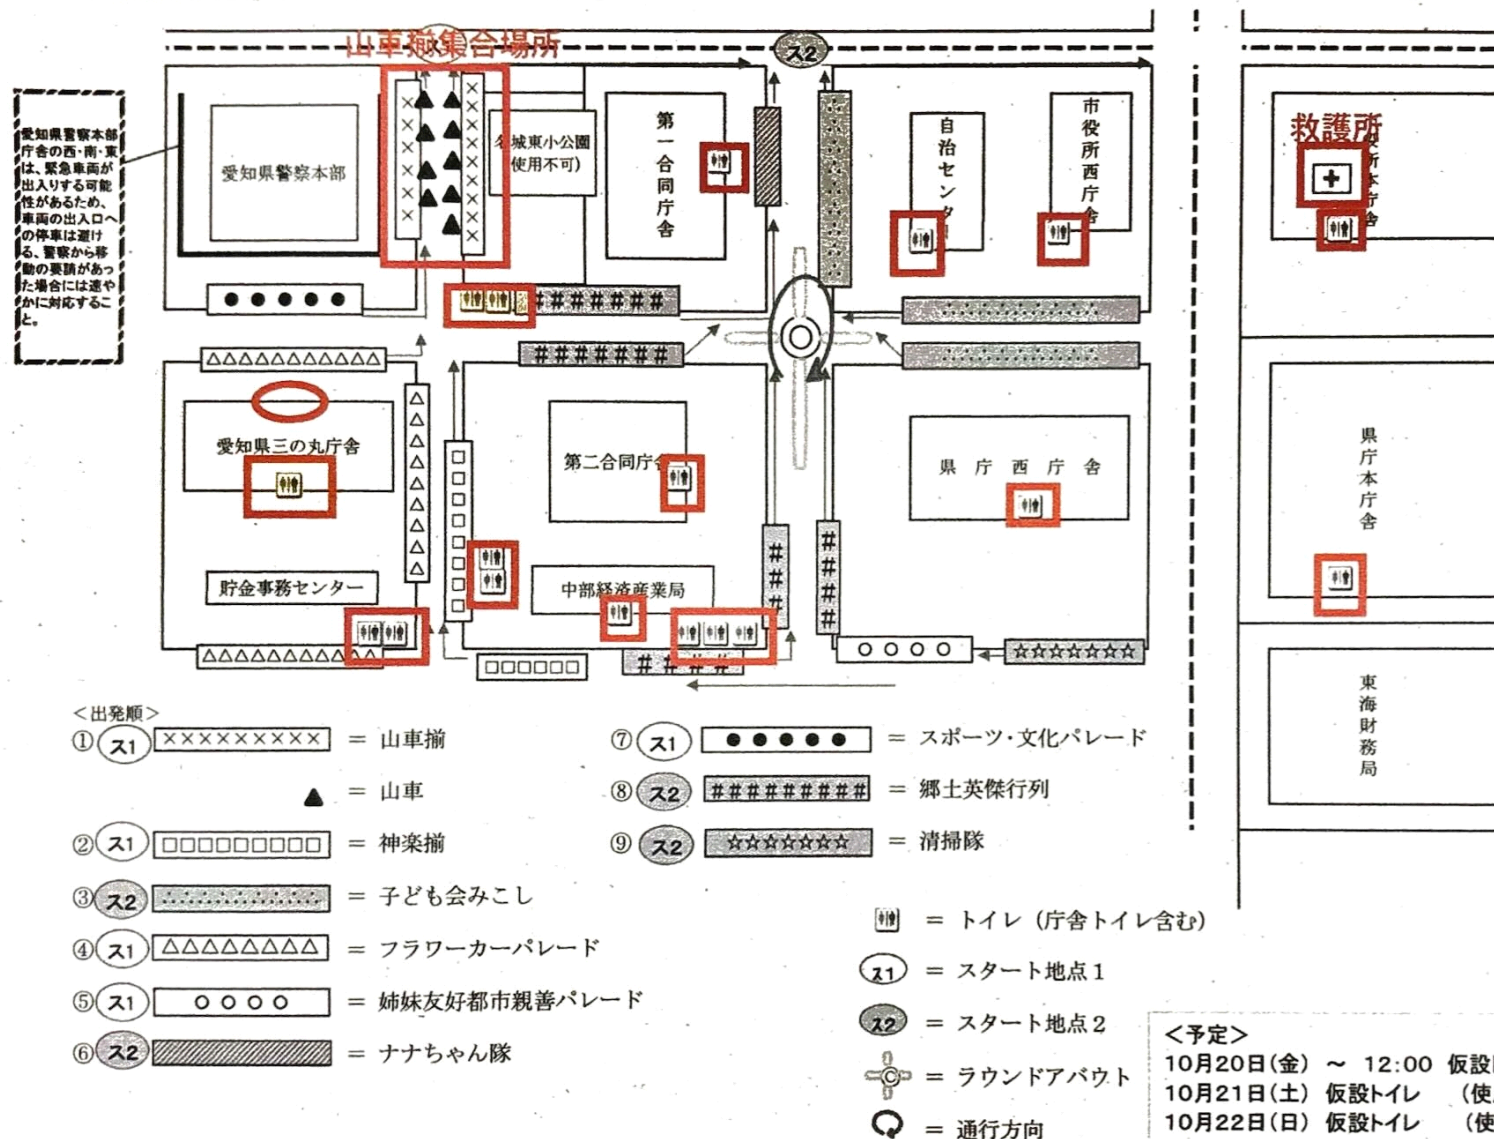 山車揃集合場所
ス2
愛知県警察本部
庁舎の西・南・東
は、緊急車両が
出入りする可能
性があるため、
車両の出入口へ
の停車は避け
る、警察から移
動の要請があっ
た場合には速や
かに対応するこ
と。
愛知県警察本部
名城東小公園
使用不可)
第一合同庁舎
自治センター
市役所西庁舎
救護所
愛知県三の丸庁舎
第二合同庁舎
県庁西庁舎
県庁本庁舎
貯金事務センター
中部経済産業局
東海財務局
<出発順>
① ス1 ××××××××× = 山車揃
▲ = 山車
② ス1 □□□□□□□□□ = 神楽揃
③ ス2 = 子ども会みこし
④ ス1 △△△△△△△△ = フラワーカーパレード
⑤ ス1 ○○○○ = 姉妹友好都市親善パレード
⑥ ス2 = ナナちゃん隊
⑦ ス1 ●●●●● = スポーツ・文化パレード
⑧ ス2 ######### = 郷土英傑行列
⑨ ス2 ☆☆☆☆☆☆☆ = 清掃隊
= トイレ (庁舎トイレ含む)
ス1 = スタート地点1
ス2 = スタート地点2
= ラウンドアバウト
= 通行方向
<予定>
10月20日(金) ~ 12:00 仮設
10月21日(土) 仮設トイレ (使
10月22日(日) 仮設トイレ (使